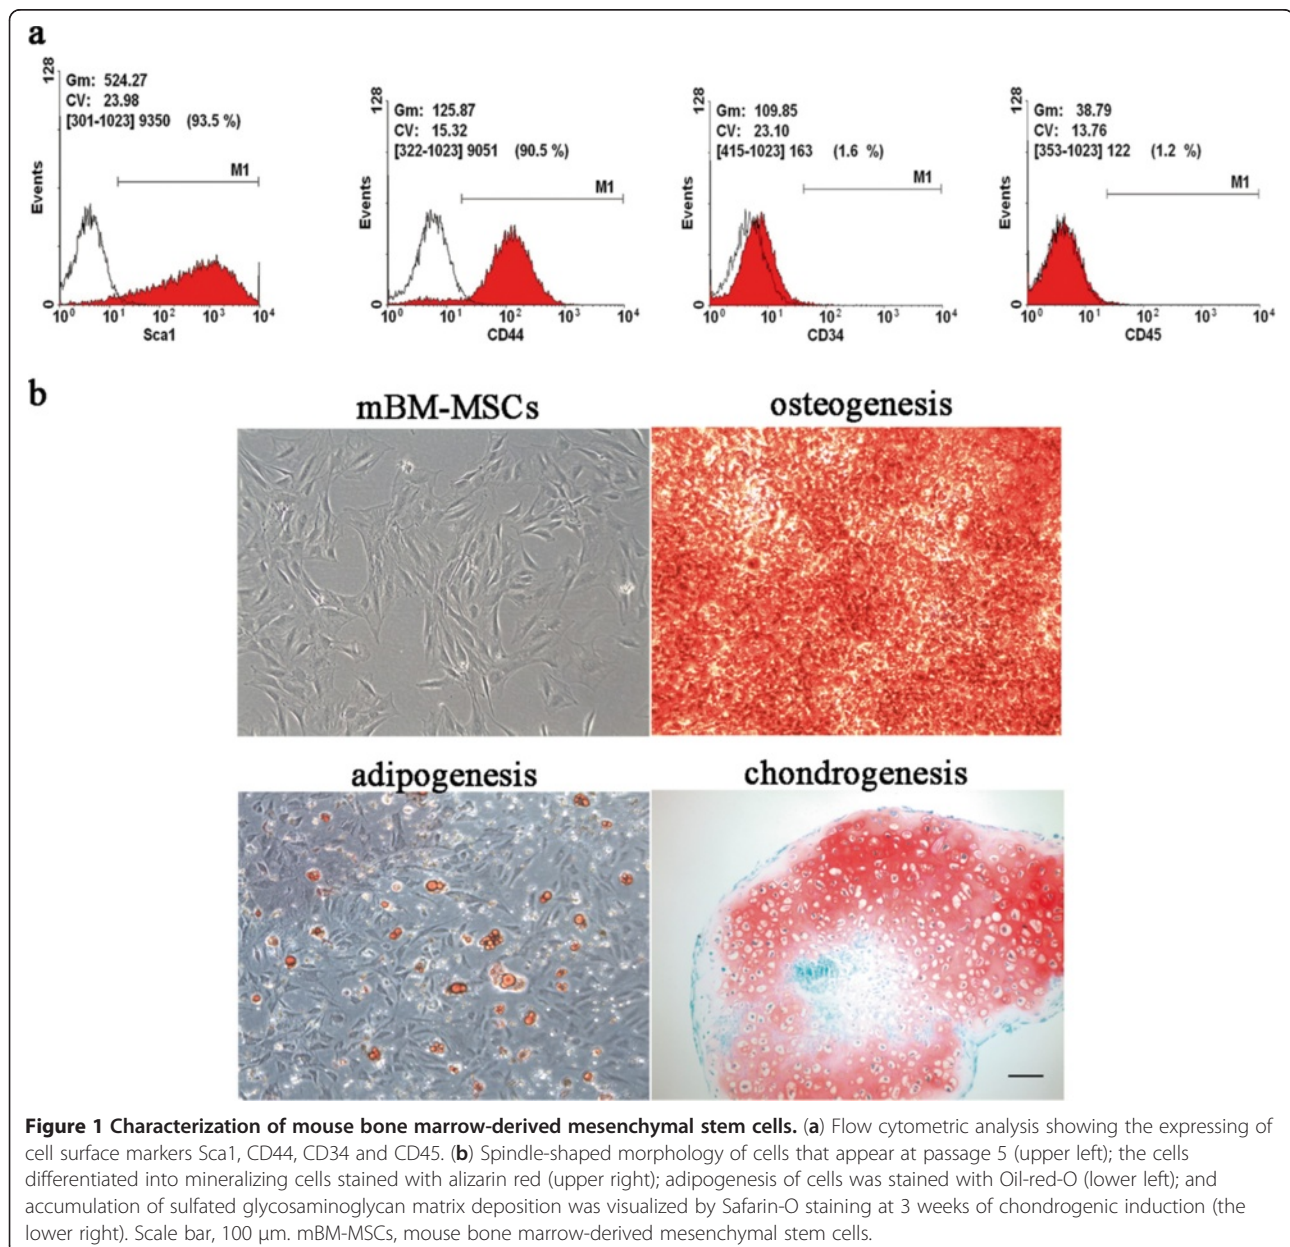 a
128
Gm: 524.27
CV: 23.98
[301-1023] 9350 (93.5 %)
M1
Events
0
10^0 10^1 10^2 10^3 10^4
Sca1
128
Gm: 125.87
CV: 15.32
[322-1023] 9051 (90.5 %)
M1
Events
0
10^0 10^1 10^2 10^3 10^4
CD44
128
Gm: 109.85
CV: 23.10
[415-1023] 163 (1.6 %)
M1
Events
0
10^0 10^1 10^2 10^3 10^4
CD34
128
Gm: 38.79
CV: 13.76
[353-1023] 122 (1.2 %)
M1
Events
0
10^0 10^1 10^2 10^3 10^4
CD45
b
mBM-MSCs
osteogenesis
adipogenesis
chondrogenesis
Figure 1 Characterization of mouse bone marrow-derived mesenchymal stem cells. (a) Flow cytometric analysis showing the expressing of
cell surface markers Sca1, CD44, CD34 and CD45. (b) Spindle-shaped morphology of cells that appear at passage 5 (upper left); the cells
differentiated into mineralizing cells stained with alizarin red (upper right); adipogenesis of cells was stained with Oil-red-O (lower left); and
accumulation of sulfated glycosaminoglycan matrix deposition was visualized by Safarin-O staining at 3 weeks of chondrogenic induction (the
lower right). Scale bar, 100 μm. mBM-MSCs, mouse bone marrow-derived mesenchymal stem cells.